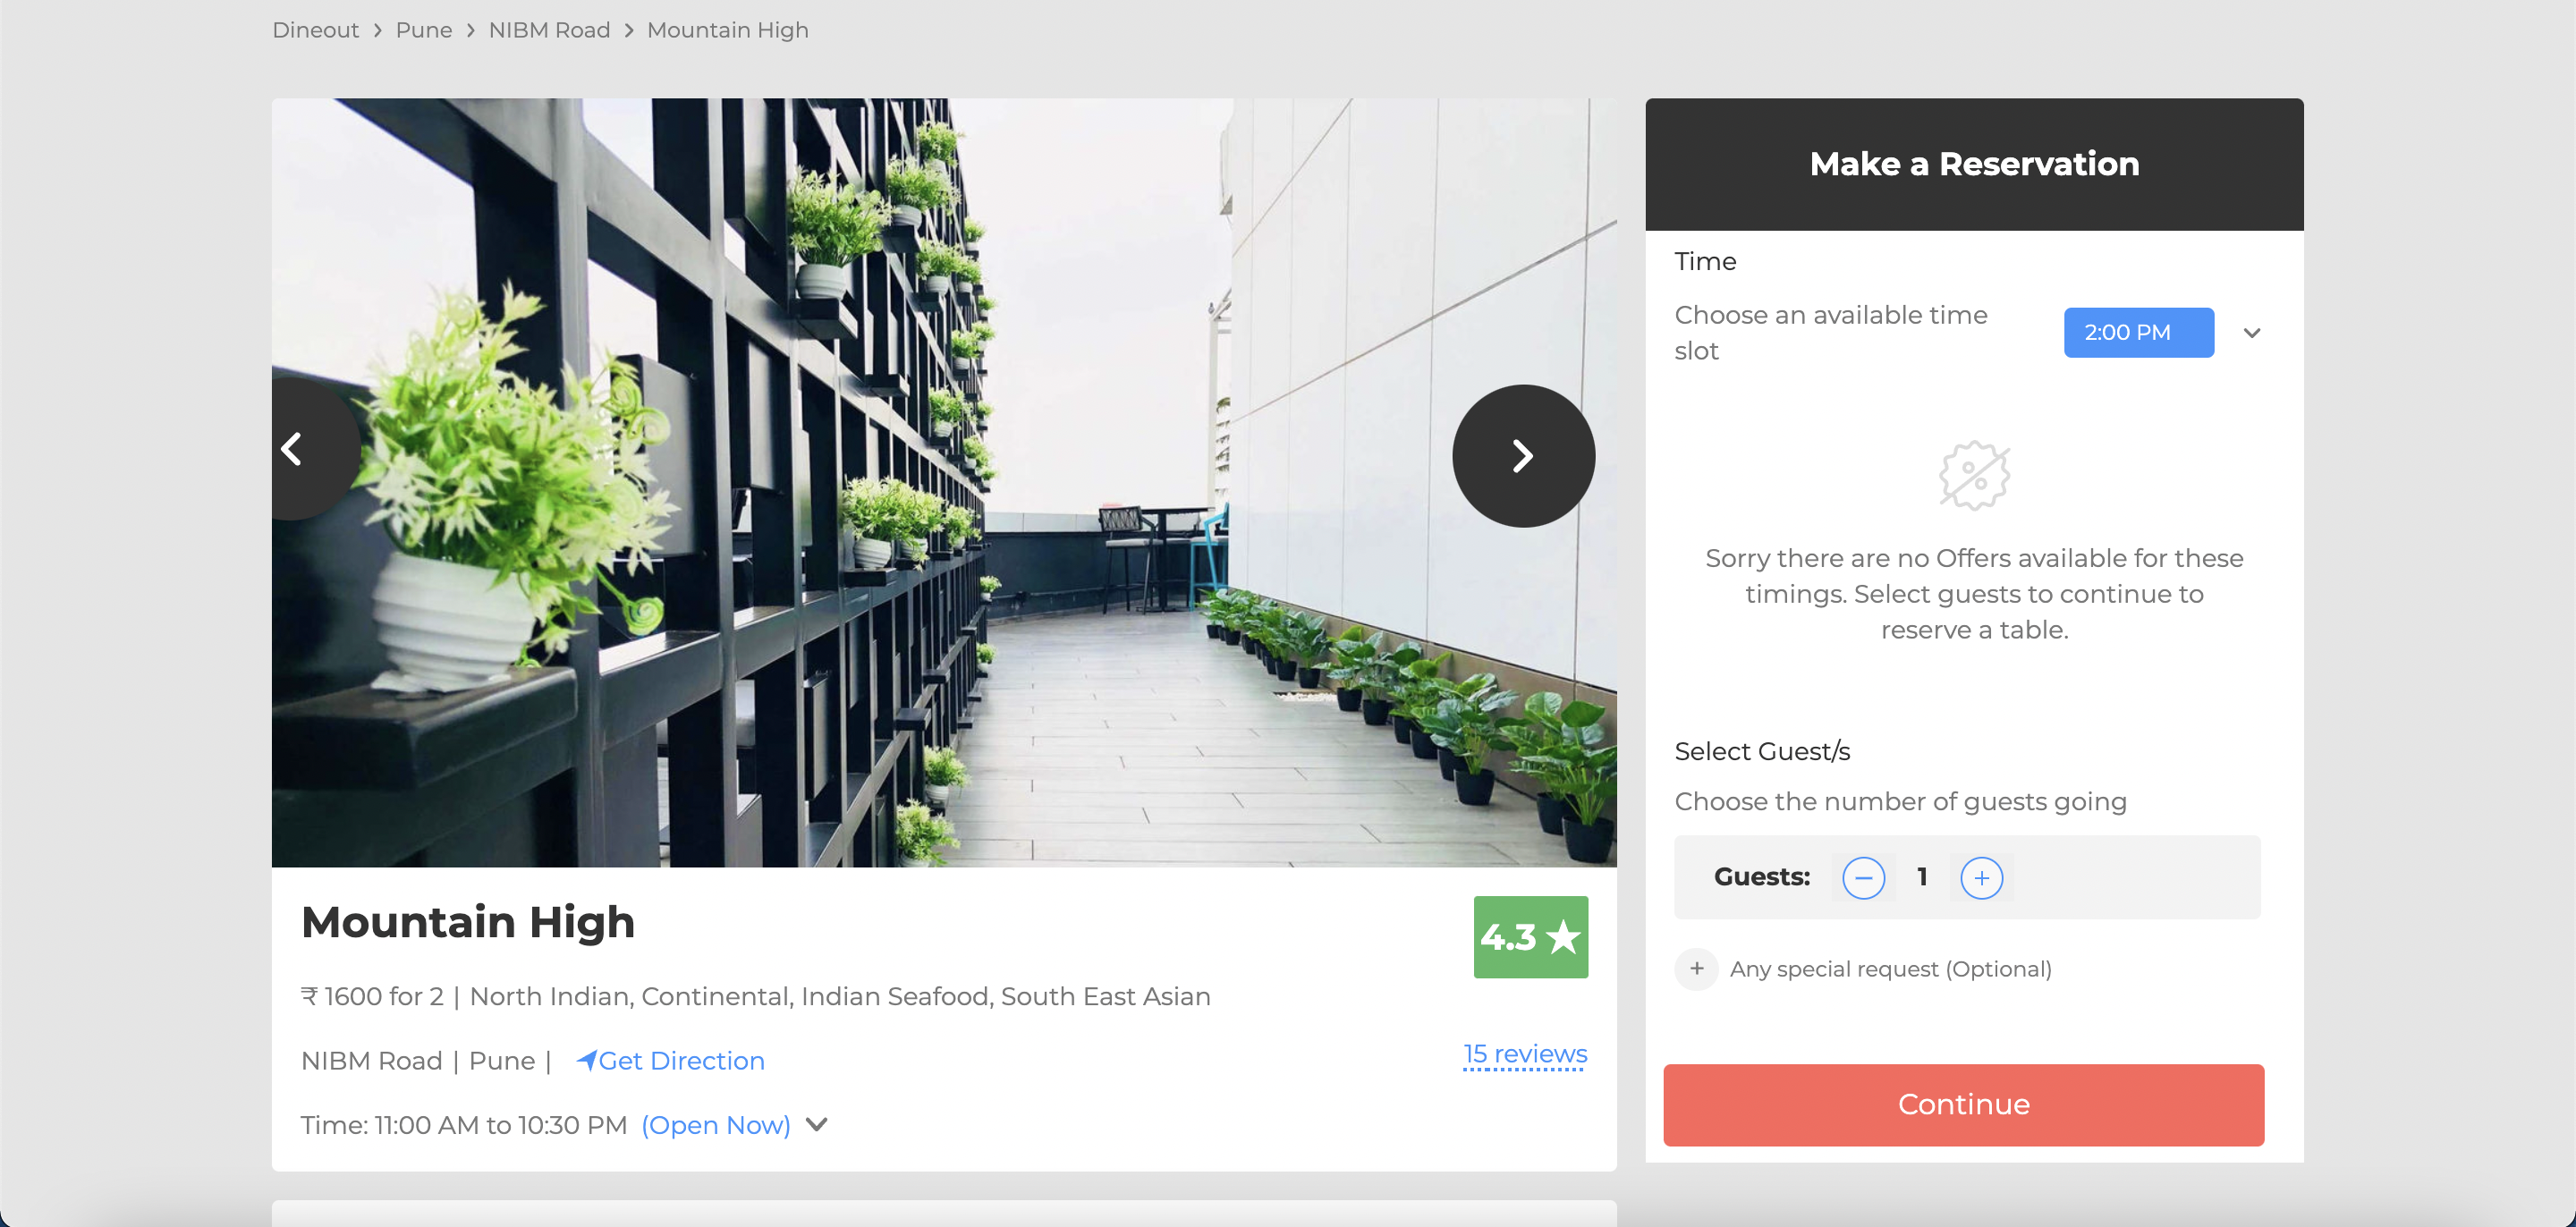 Dineout > Pune > NIBM Road > Mountain High
Make a Reservation
Time
Choose an available time
slot
2:00 PM
Sorry there are no Offers available for these
timings. Select guests to continue to
reserve a table.
Select Guest/s
Choose the number of guests going
Guests: − 1 +
+ Any special request (Optional)
Continue
Mountain High
4.3 ★
₹ 1600 for 2 | North Indian, Continental, Indian Seafood, South East Asian
NIBM Road | Pune | Get Direction
15 reviews
Time: 11:00 AM to 10:30 PM (Open Now)